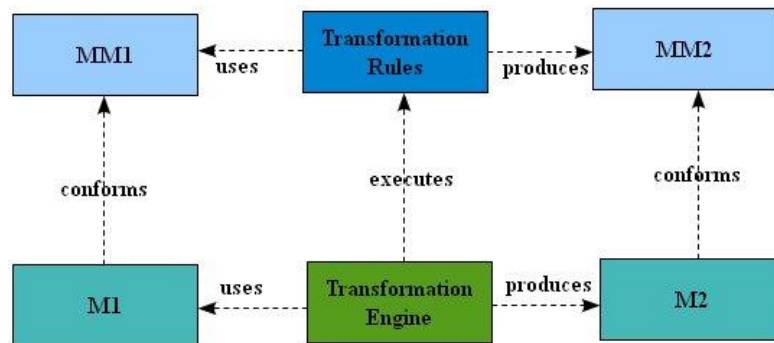 MM1
Transformation
Rules
MM2
uses
produces
conforms
executes
conforms
M1
uses
Transformation
Engine
produces
M2